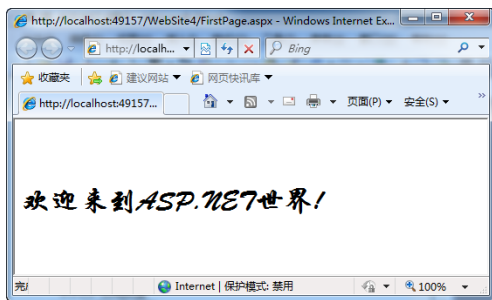 http://localhost:49157/WebSite4/FirstPage.aspx - Windows Internet Ex...
http://localh... Bing
收藏夹 建议网站 网页快讯库
http://localhost:49157... 页面(P) 安全(S) »
欢迎来到ASP.NET世界!
Internet | 保护模式: 禁用 100%